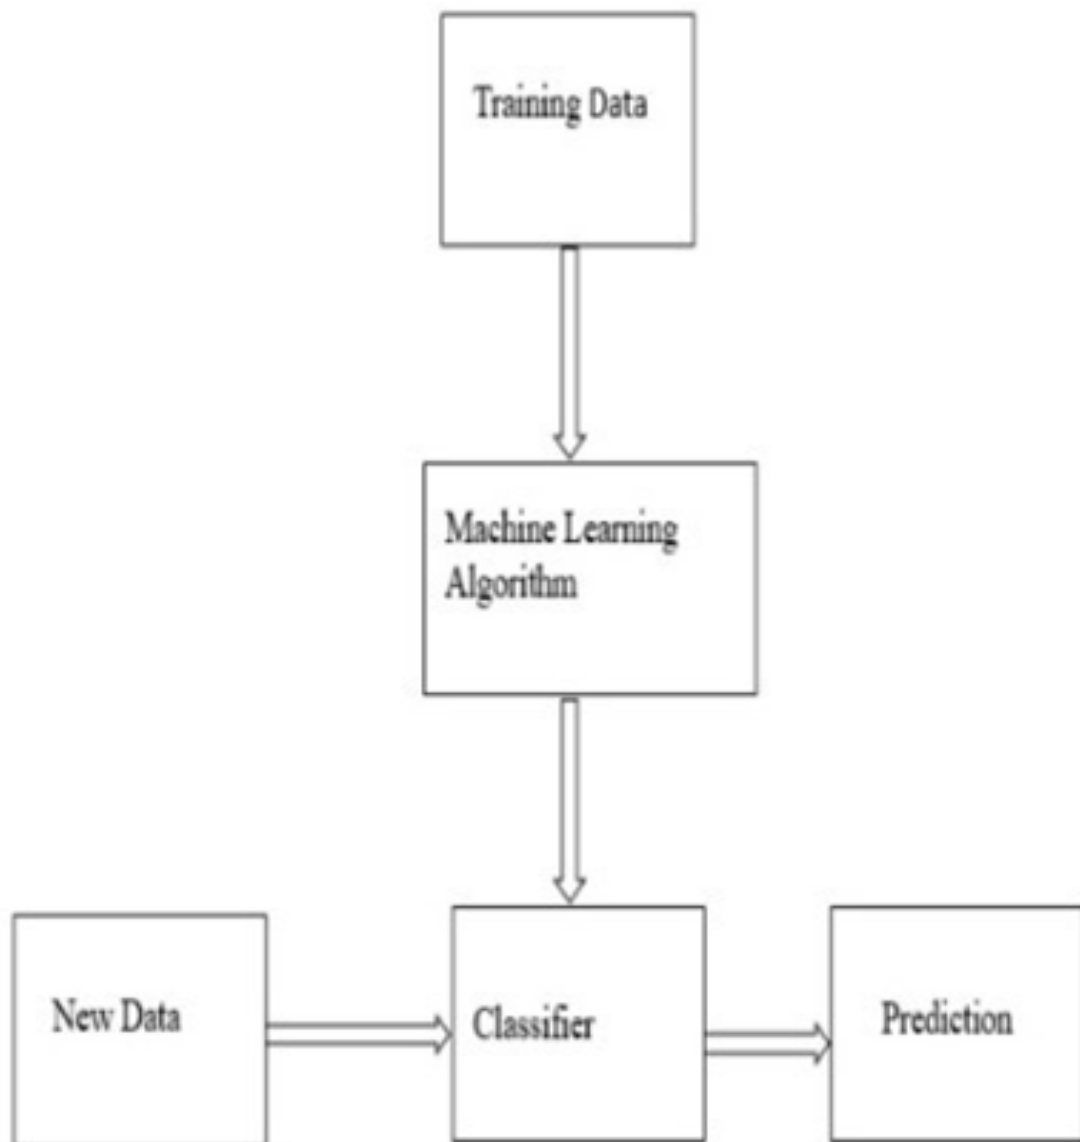 Training Data
Machine Learning
Algorithm
New Data
Classifier
Prediction